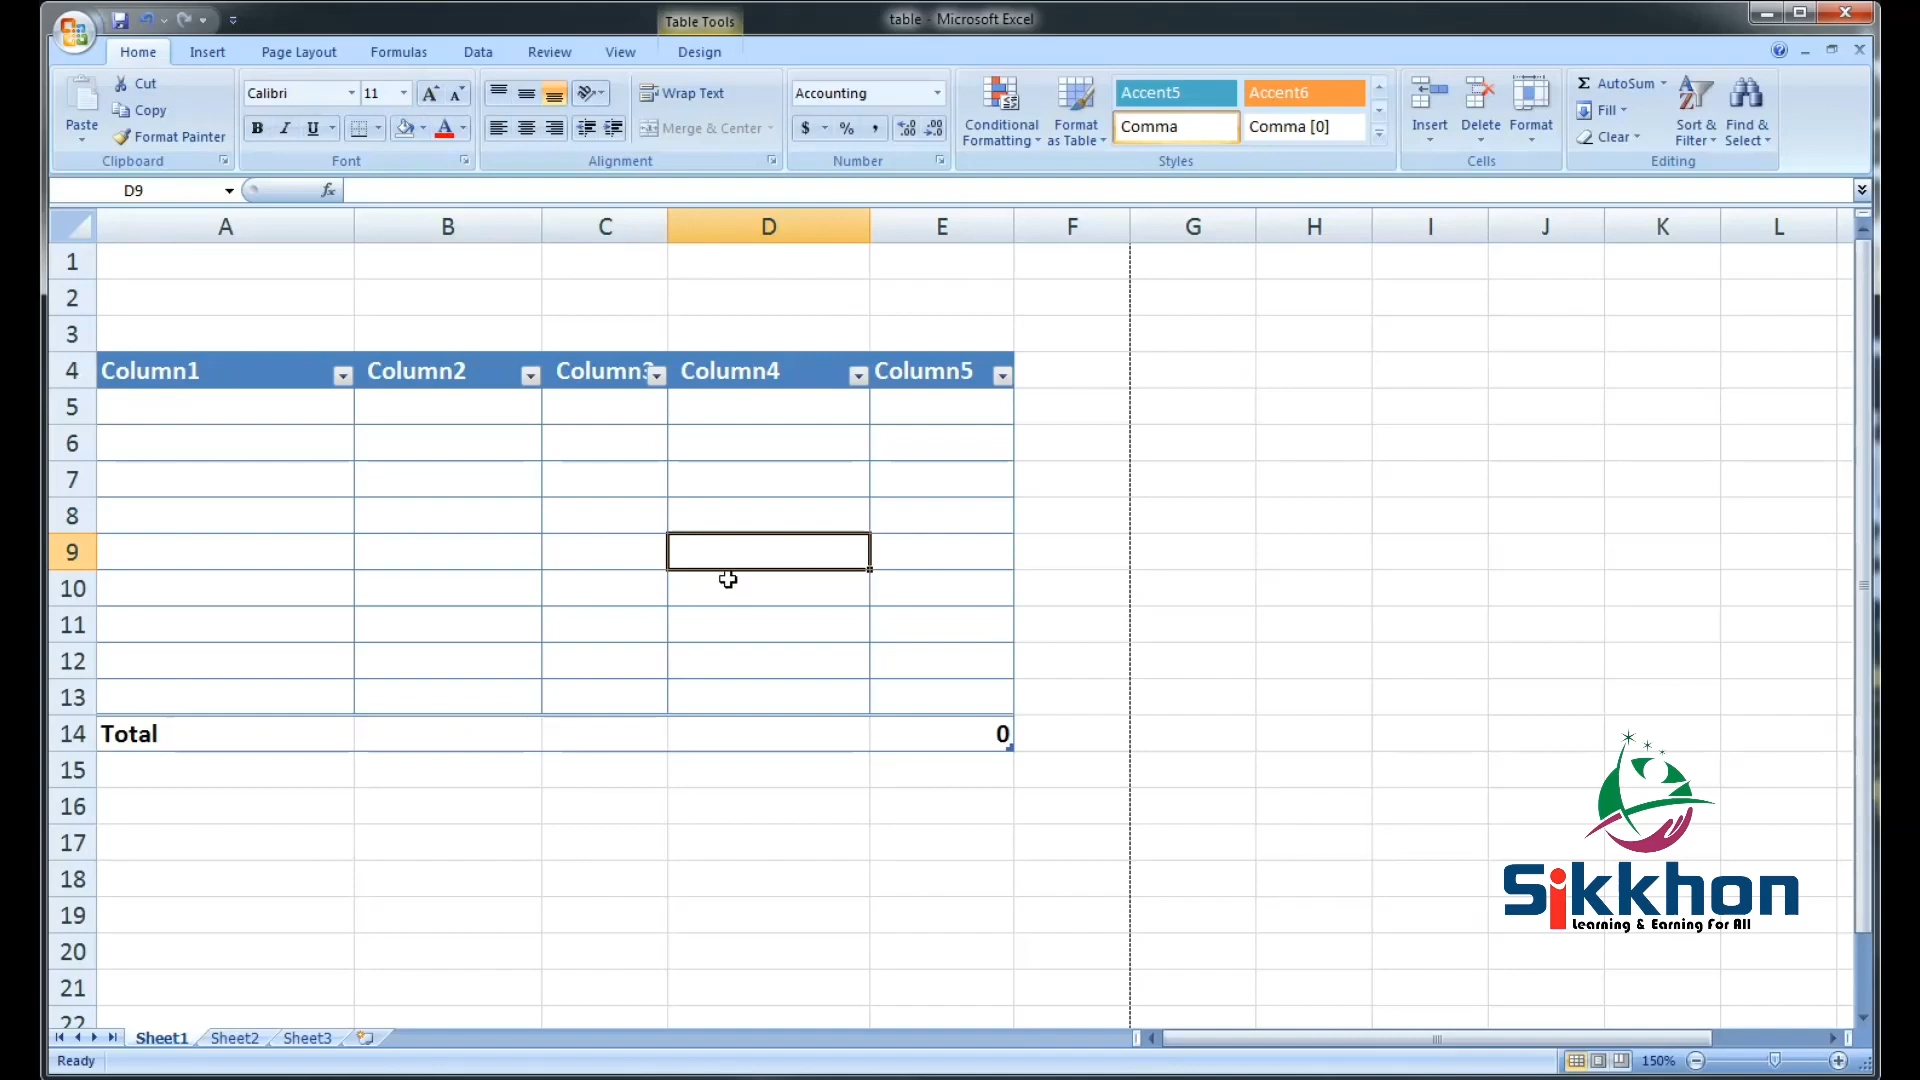 Table Tools
table - Microsoft Excel
Home Insert Page Layout Formulas Data Review View Design
Paste
Cut
Copy
Format Painter
Clipboard
Calibri 11
B I U
Font
Wrap Text
Merge & Center
Alignment
Accounting
$ % ,
Number
Conditional Formatting
Format as Table
Accent5 Accent6
Comma Comma [0]
Styles
Insert Delete Format
Cells
Σ AutoSum
Fill
Clear
Sort & Filter
Find & Select
Editing
D9 fx
A B C D E F G H I J K L
1
2
3
4 Column1 Column2 Column3 Column4 Column5
5
6
7
8
9
10
11
12
13
14 Total 0
15
16
17
18
19
20
21
22
Sikkhon
Learning & Earning For All
Sheet1 Sheet2 Sheet3
Ready 150%